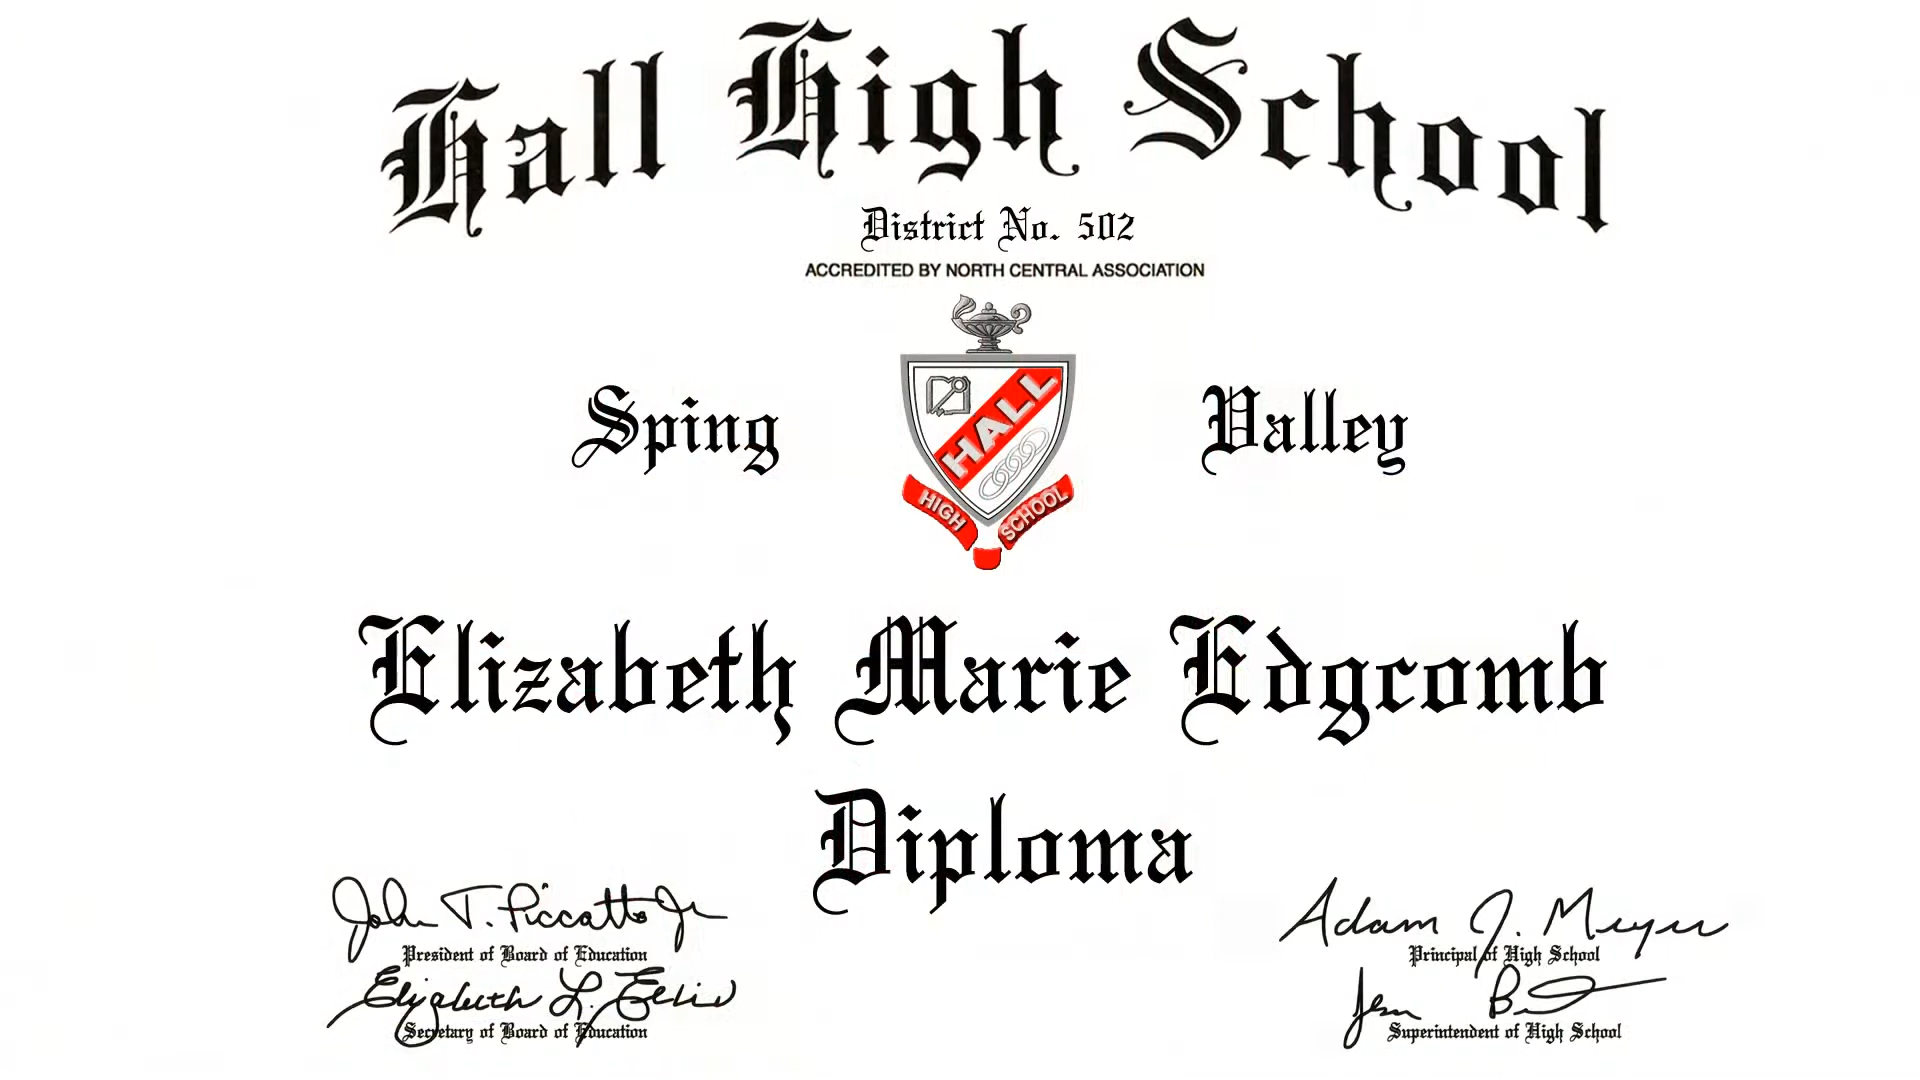 Hall High School
District No. 502
ACCREDITED BY NORTH CENTRAL ASSOCIATION
HALL
Sping Valley
HIGH SCHOOL
Elizabeth Marie Edgcomb
Diploma
John T. Piccatto Jr
President of Board of Education
Elizabeth L. Ellis
Secretary of Board of Education
Adam J. Meyer
Principal of High School
Superintendent of High School